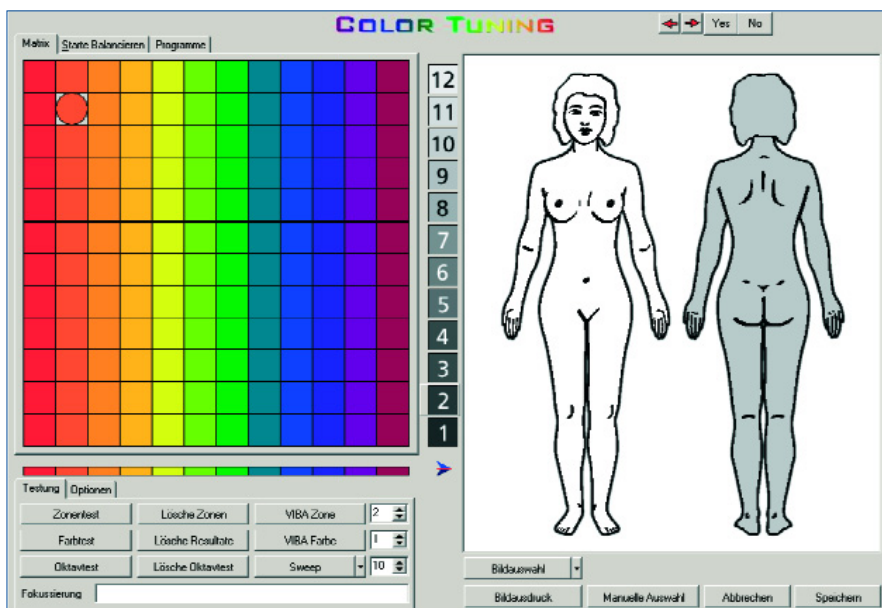 COLOR TUNING
Yes No
Matrix Starte Balancieren Programme
12
11
10
9
8
7
6
5
4
3
2
1
Testung Optionen
Zonentest Lösche Zonen VIBA Zone 2
Farbtest Lösche Resultate VIBA Farbe 1
Oktavtest Lösche Oktavtest Sweep 10
Fokussierung
Bildauswahl
Bildausdruck Manuelle Auswahl Abbrechen Speichern